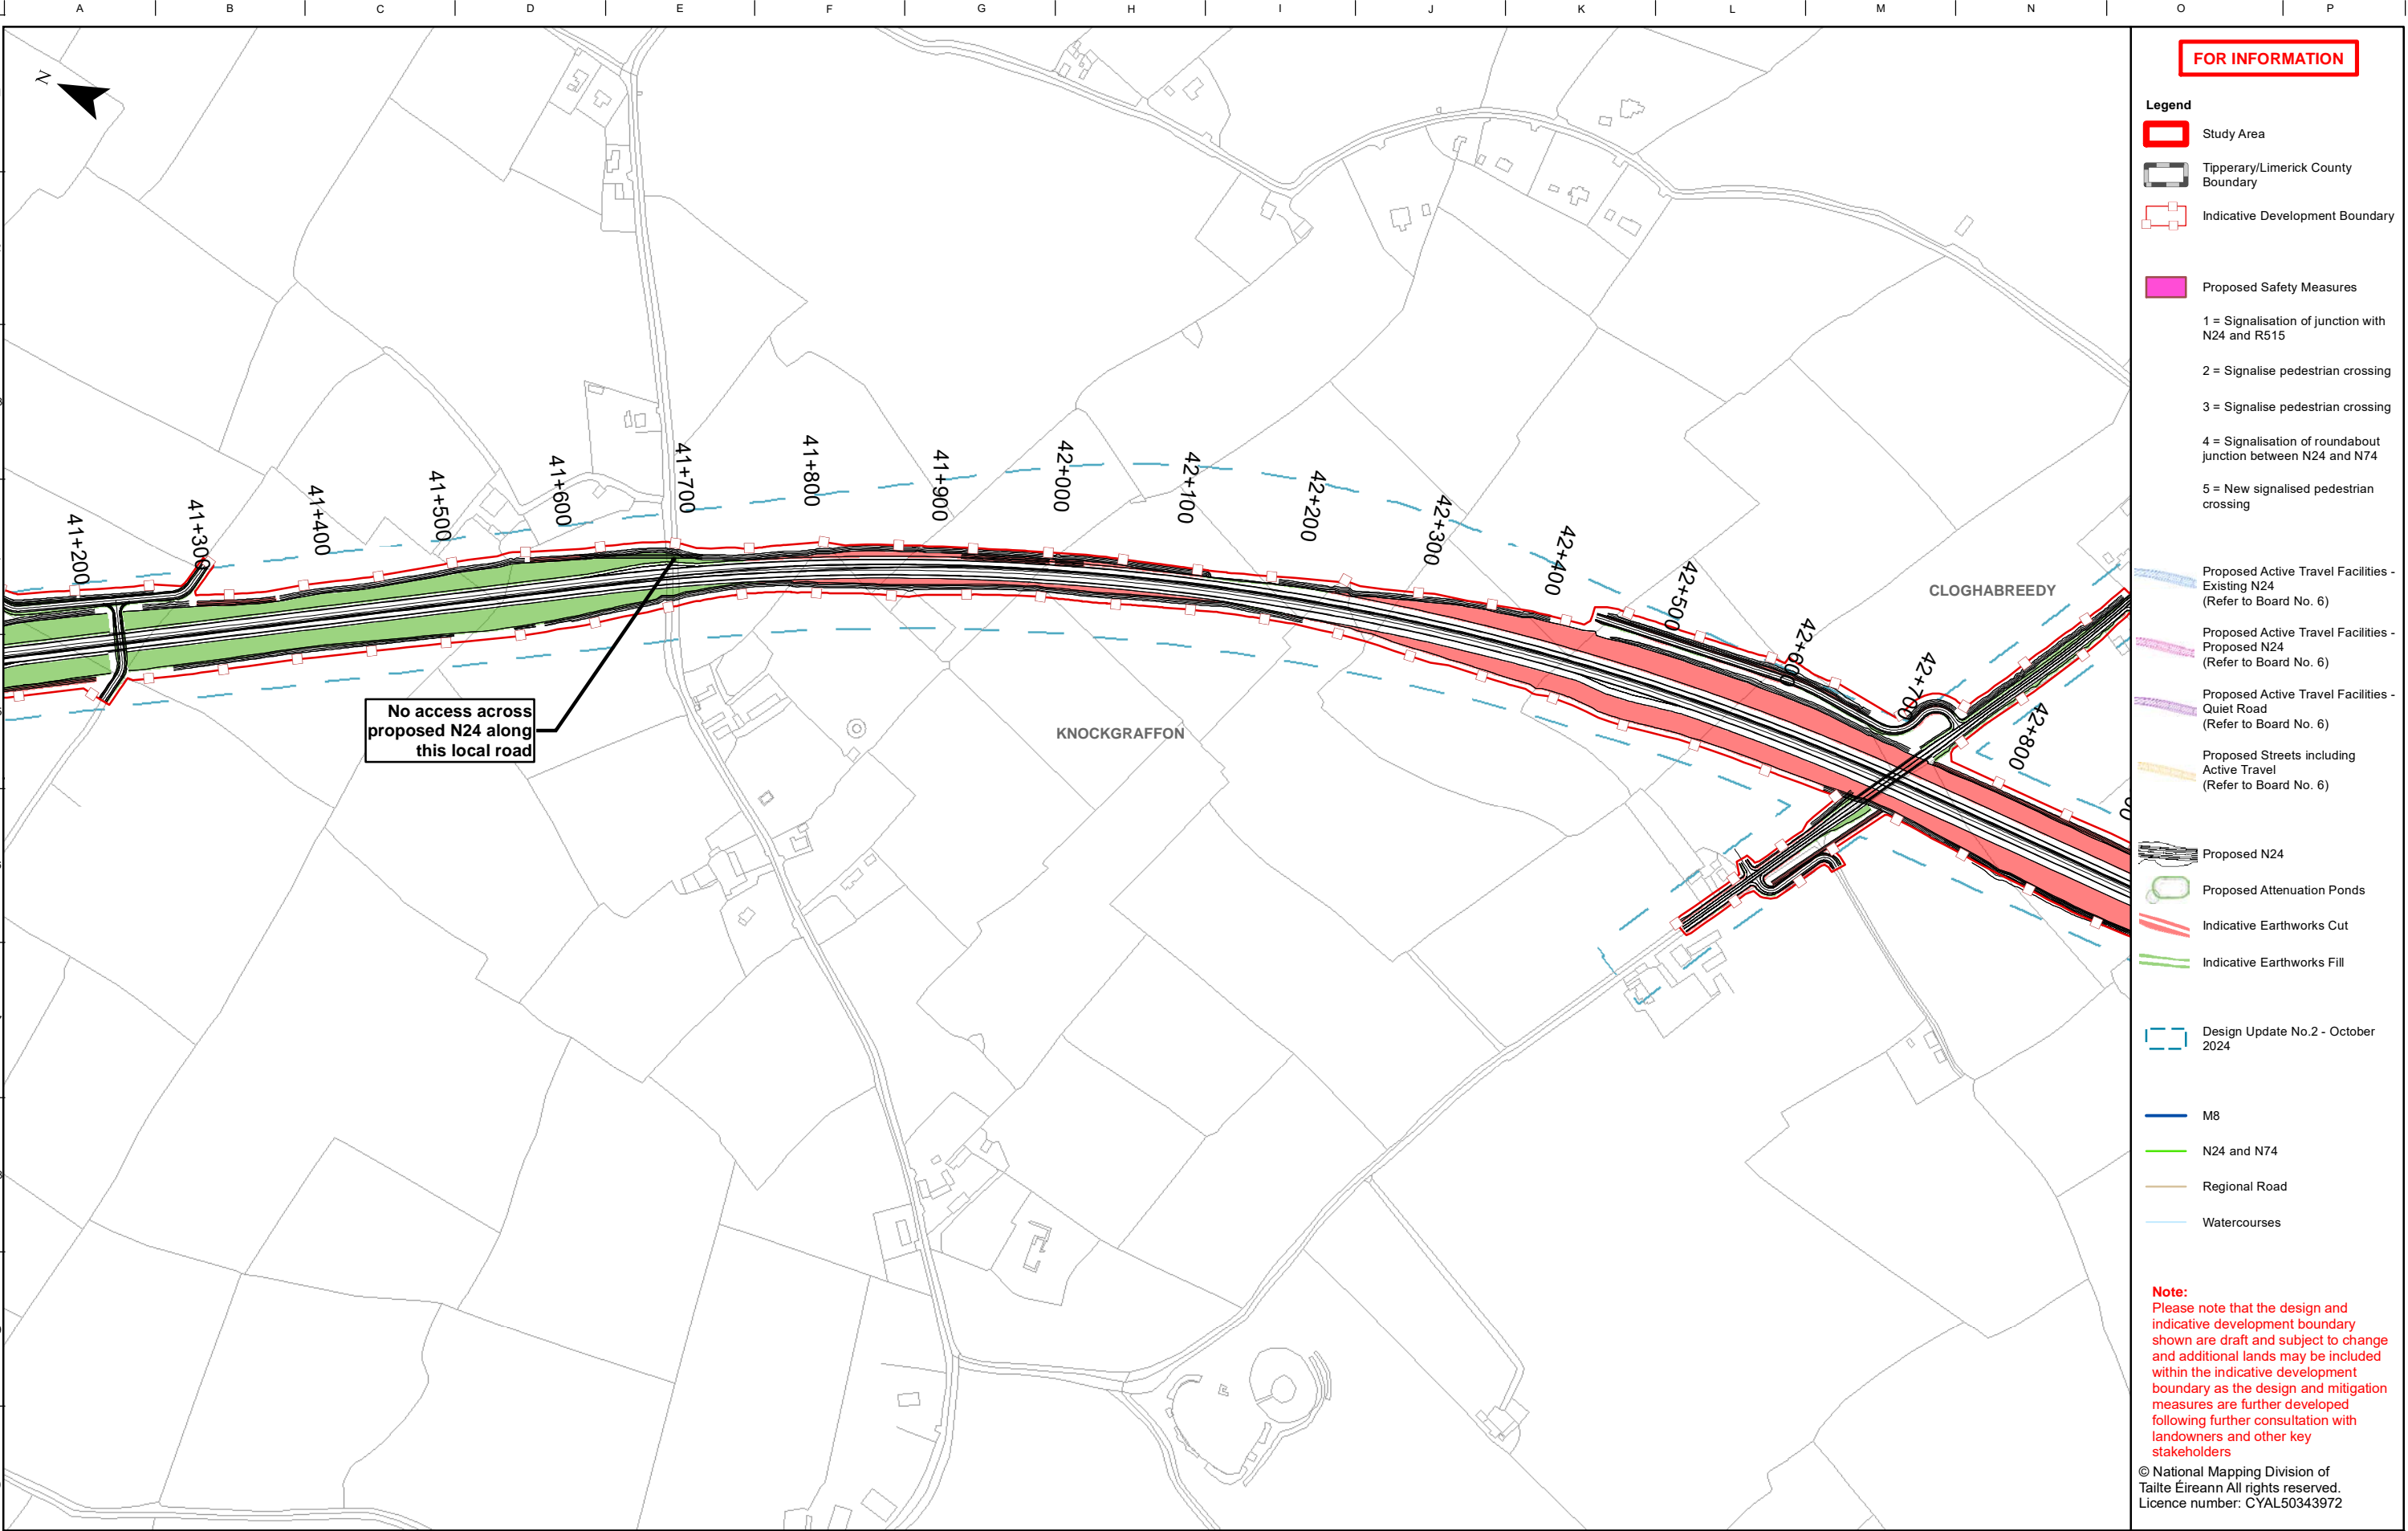 A B C D E F G H I J K L M N O P
N
41+200
41+300
41+400
41+500
41+600
41+700
41+800
41+900
42+000
42+100
42+200
42+300
42+400
42+500
42+600
42+700
42+800
No access across
proposed N24 along
this local road
KNOCKGRAFFON
CLOGHABREEDY
FOR INFORMATION
Legend
Study Area
Tipperary/Limerick County
Boundary
Indicative Development Boundary
Proposed Safety Measures
1 = Signalisation of junction with
N24 and R515
2 = Signalise pedestrian crossing
3 = Signalise pedestrian crossing
4 = Signalisation of roundabout
junction between N24 and N74
5 = New signalised pedestrian
crossing
Proposed Active Travel Facilities -
Existing N24
(Refer to Board No. 6)
Proposed Active Travel Facilities -
Proposed N24
(Refer to Board No. 6)
Proposed Active Travel Facilities -
Quiet Road
(Refer to Board No. 6)
Proposed Streets including
Active Travel
(Refer to Board No. 6)
Proposed N24
Proposed Attenuation Ponds
Indicative Earthworks Cut
Indicative Earthworks Fill
Design Update No.2 - October
2024
M8
N24 and N74
Regional Road
Watercourses
Note:
Please note that the design and
indicative development boundary
shown are draft and subject to change
and additional lands may be included
within the indicative development
boundary as the design and mitigation
measures are further developed
following further consultation with
landowners and other key
stakeholders
© National Mapping Division of
Tailte Éireann All rights reserved.
Licence number: CYAL50343972